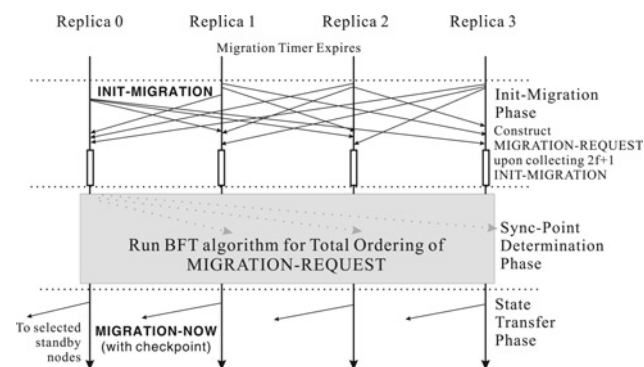 Replica 0 Replica 1 Replica 2 Replica 3
Migration Timer Expires
INIT-MIGRATION
Init-Migration
Phase
Construct
MIGRATION-REQUEST
upon collecting 2f+1
INIT-MIGRATION
Run BFT algorithm for Total Ordering of
MIGRATION-REQUEST
Sync-Point
Determination
Phase
To selected
standby
nodes
MIGRATION-NOW
(with checkpoint)
State
Transfer
Phase